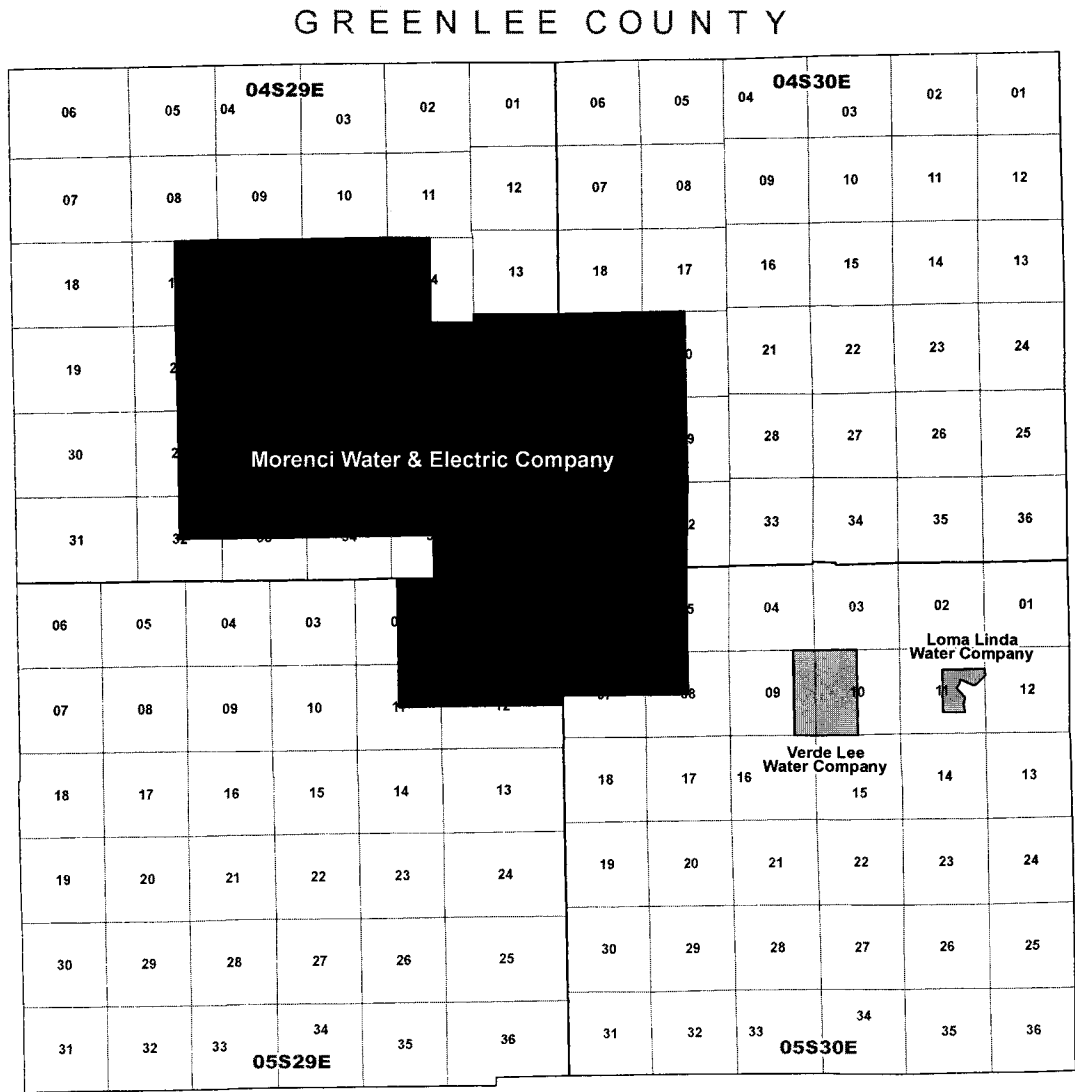 GREENLEE COUNTY
04S29E 04S30E
06 05 04 03 02 01 06 05 04 03 02 01
07 08 09 10 11 12 07 08 09 10 11 12
18 13 18 17 16 15 14 13
19 21 22 23 24
30 28 27 26 25
Morenci Water & Electric Company
31 33 34 35 36
06 05 04 03 04 03 02 01
Loma Linda
Water Company
07 08 09 10 11 12 09 10 11 12
Verde Lee
Water Company
18 17 16 15 14 13 18 17 16 15 14 13
19 20 21 22 23 24 19 20 21 22 23 24
30 29 28 27 26 25 30 29 28 27 26 25
31 32 33 34 35 36 31 32 33 34 35 36
05S29E 05S30E